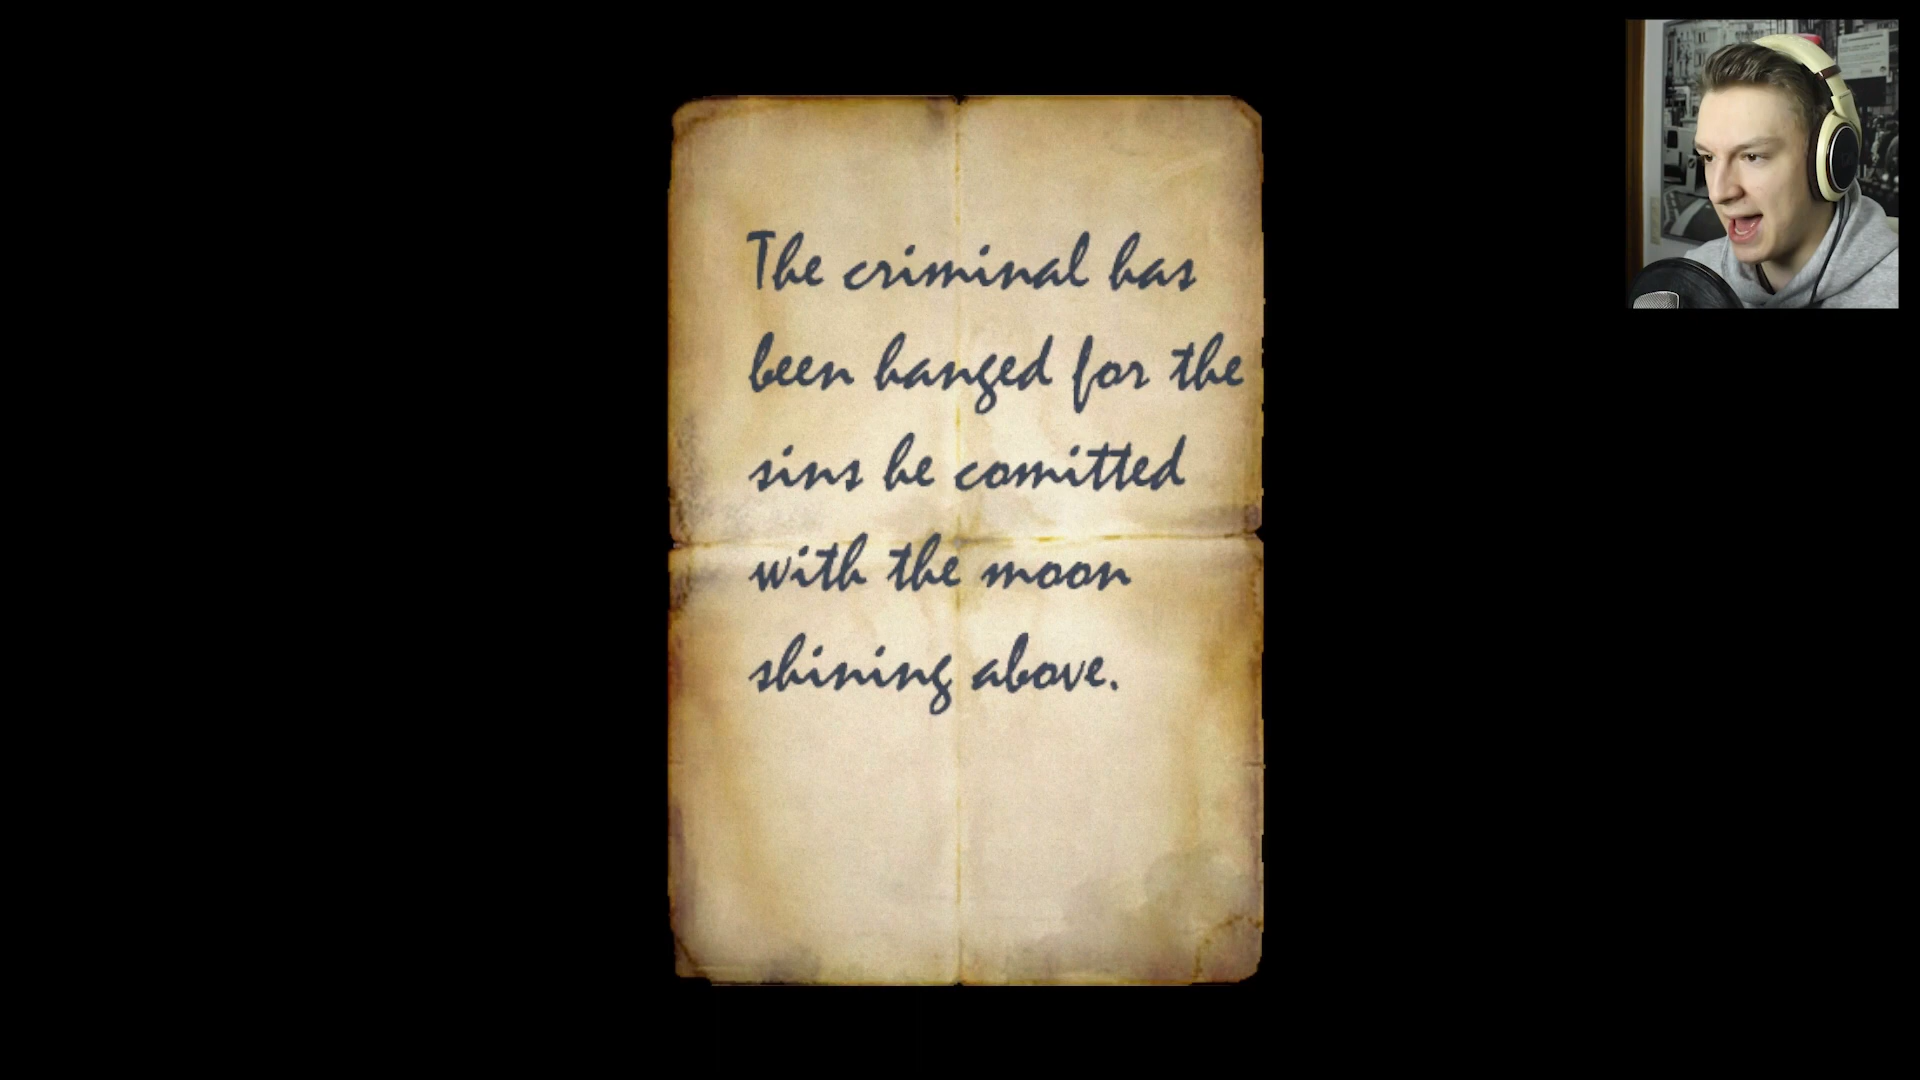 The criminal has
been hanged for the
sins he comitted
with the moon
shining above.